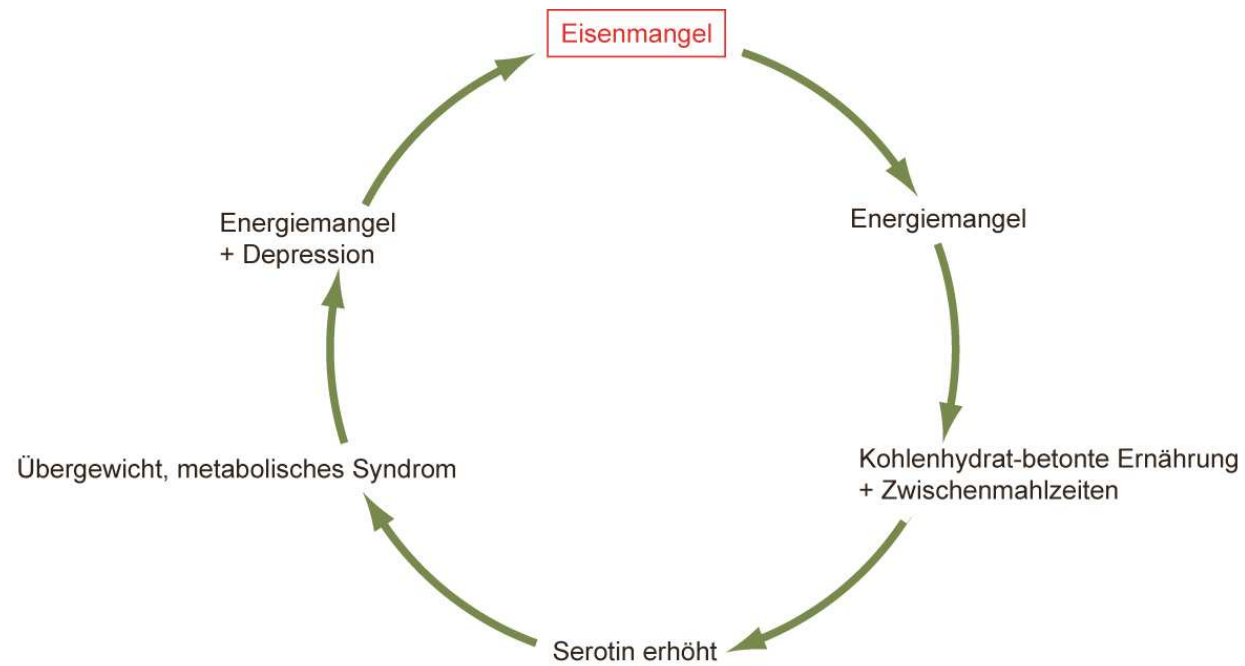 Eisenmangel
Energiemangel
Kohlenhydrat-betonte Ernährung
+ Zwischenmahlzeiten
Serotin erhöht
Übergewicht, metabolisches Syndrom
Energiemangel
+ Depression